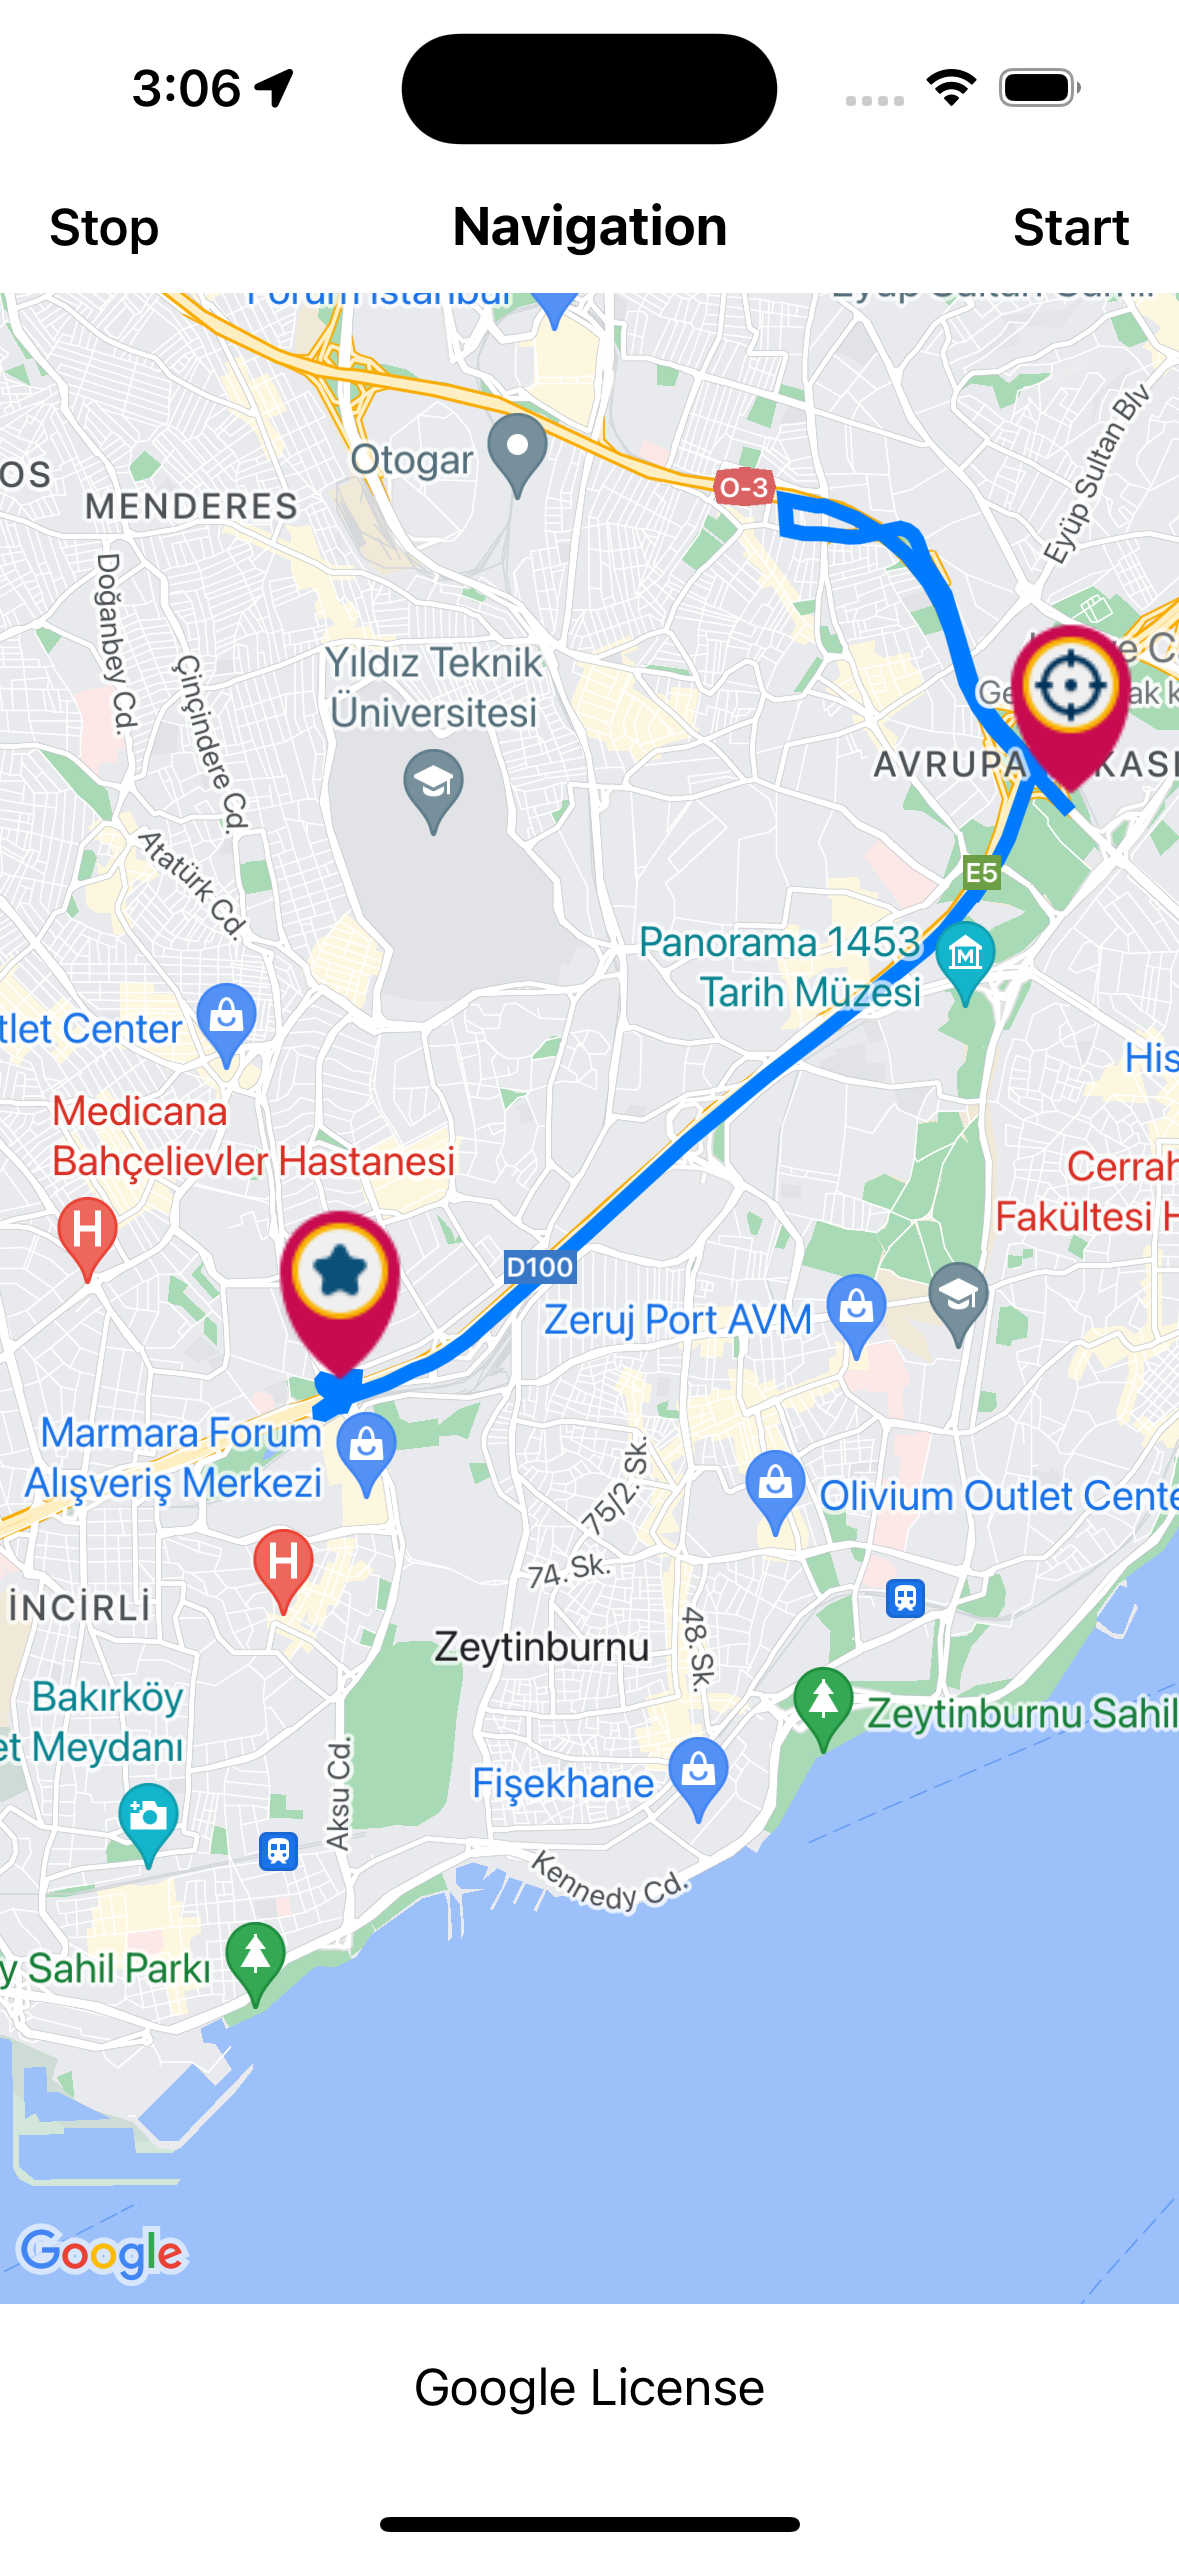 3:06
Stop
Navigation
Start
Forum İstanbul
Eyüp Sultan Camii
Otogar
O-3
OS
MENDERES
Eyüp Sultan Blv
Doğanbey Cd.
Çinçindere Cd.
Yıldız Teknik
Üniversitesi
Atatürk Cd.
AVRUPA YAKASI
E5
Panorama 1453
Tarih Müzesi
tlet Center
His
Medicana
Bahçelievler Hastanesi
H
Cerrah
Fakültesi H
D100
Zeruj Port AVM
Marmara Forum
Alışveriş Merkezi
75/2. Sk.
Olivium Outlet Cente
H
74. Sk.
İNCİRLİ
48. Sk.
Zeytinburnu
Bakırköy
et Meydanı
Zeytinburnu Sahil
Aksu Cd.
Fişekhane
Kennedy Cd.
y Sahil Parkı
Google
Google License